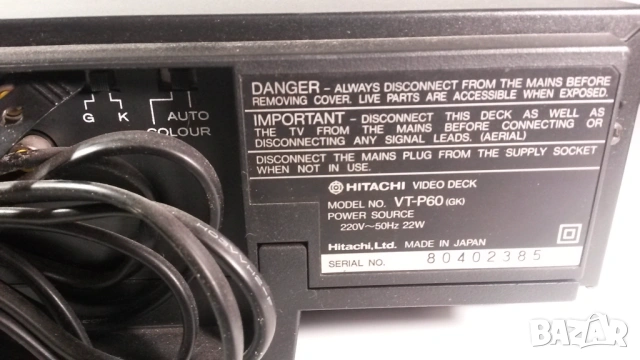 DANGER - ALWAYS DISCONNECT FROM THE MAINS BEFORE
REMOVING COVER. LIVE PARTS ARE ACCESSIBLE WHEN EXPOSED.
IMPORTANT - DISCONNECT THIS DECK AS WELL AS
THE TV FROM THE MAINS BEFORE CONNECTING OR
DISCONNECTING ANY SIGNAL LEADS. (AERIAL)
DISCONNECT THE MAINS PLUG FROM THE SUPPLY SOCKET
WHEN NOT IN USE.
HITACHI VIDEO DECK
MODEL NO. VT-P60 (GK)
POWER SOURCE
220V~50Hz 22W
Hitachi, Ltd. MADE IN JAPAN
SERIAL NO. 80402385
G K AUTO
COLOUR
BAZAR.BG